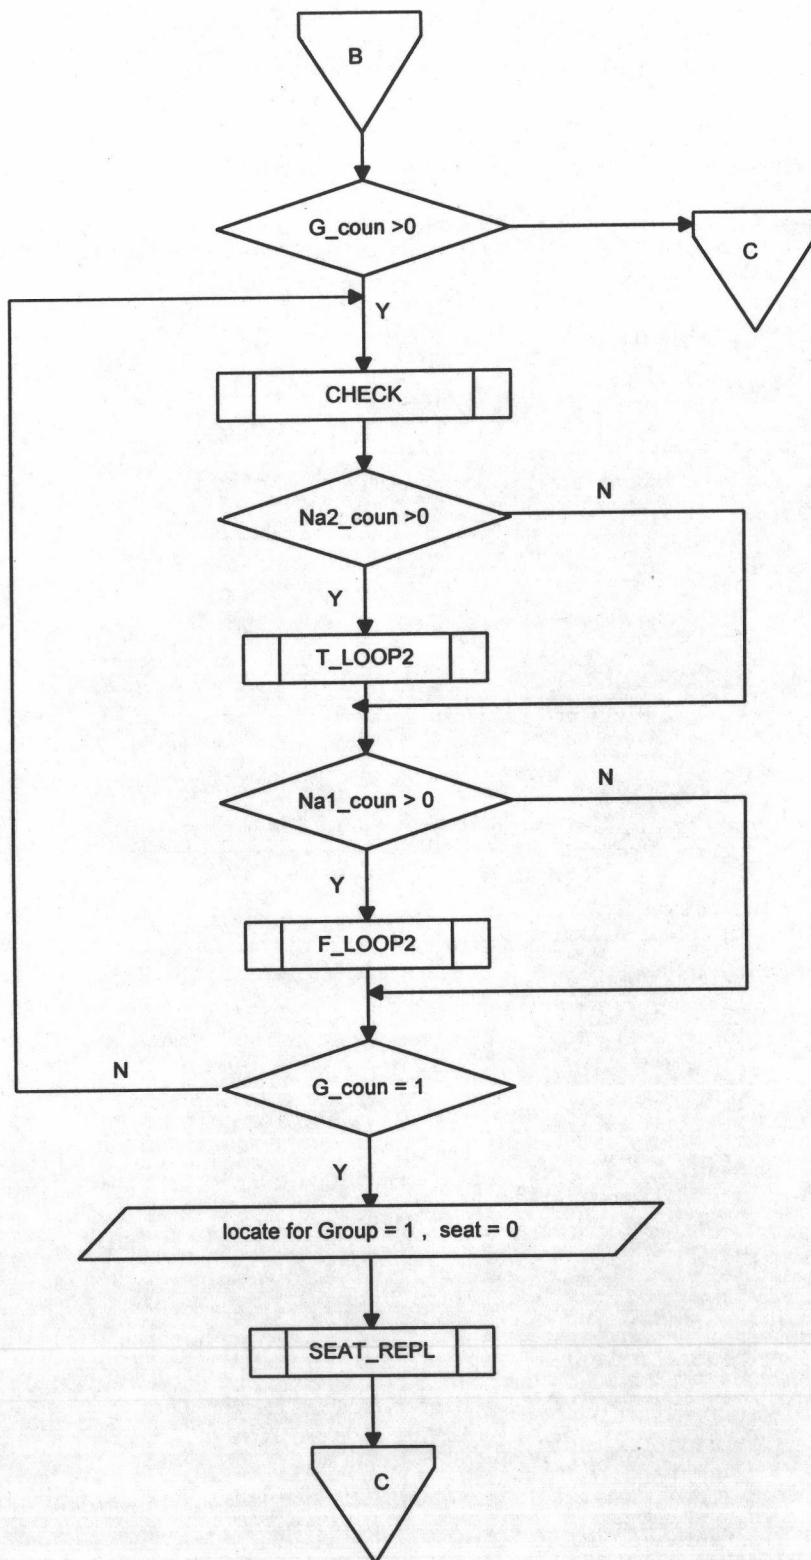 B
G_coun >0
C
Y
CHECK
Na2_coun >0
N
Y
T_LOOP2
Na1_coun > 0
N
Y
F_LOOP2
N
G_coun = 1
Y
locate for Group = 1 , seat = 0
SEAT_REPL
C